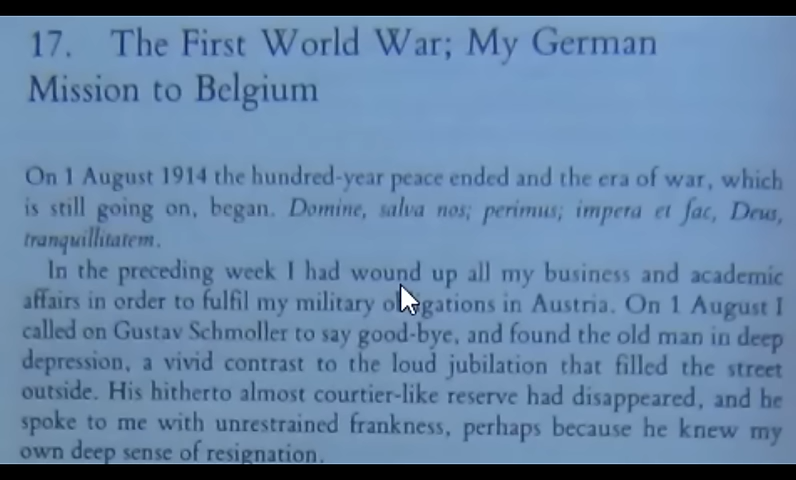 17. The First World War; My German
Mission to Belgium
On 1 August 1914 the hundred-year peace ended and the era of war, which
is still going on, began. Domine, salva nos; perimus; impera et fac, Deus,
tranquillitatem.
In the preceding week I had wound up all my business and academic
affairs in order to fulfil my military obligations in Austria. On 1 August I
called on Gustav Schmoller to say good-bye, and found the old man in deep
depression, a vivid contrast to the loud jubilation that filled the street
outside. His hitherto almost courtier-like reserve had disappeared, and he
spoke to me with unrestrained frankness, perhaps because he knew my
own deep sense of resignation.